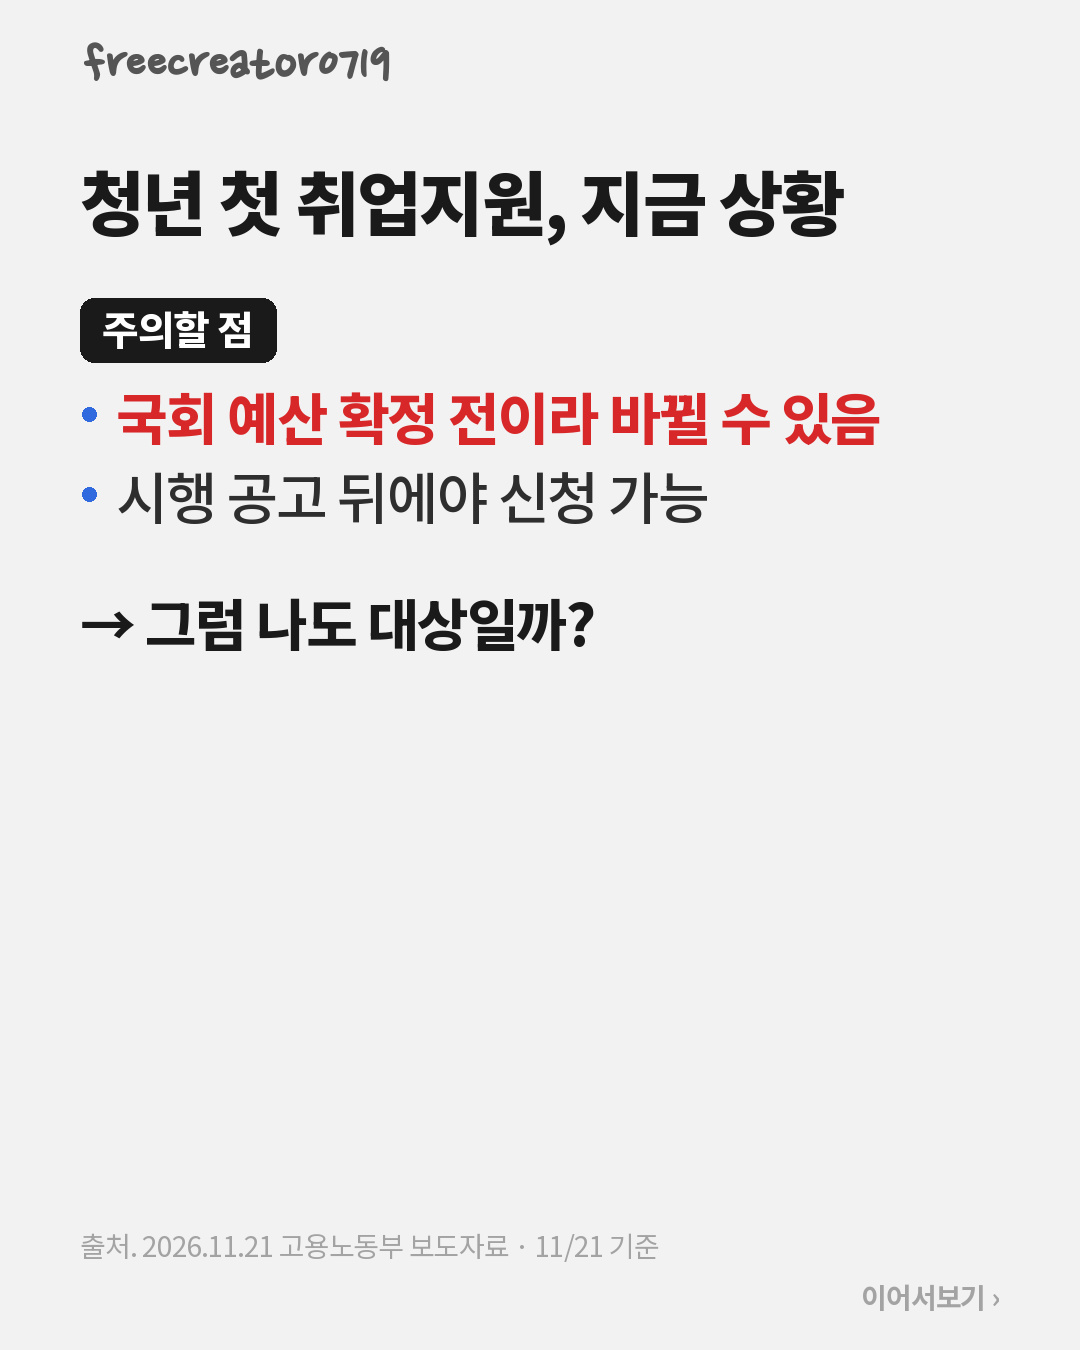 freecreator0719
청년 첫 취업지원, 지금 상황
주의할 점
• 국회 예산 확정 전이라 바뀔 수 있음
• 시행 공고 뒤에야 신청 가능
→ 그럼 나도 대상일까?
출처. 2026.11.21 고용노동부 보도자료 · 11/21 기준
이어서보기 ›